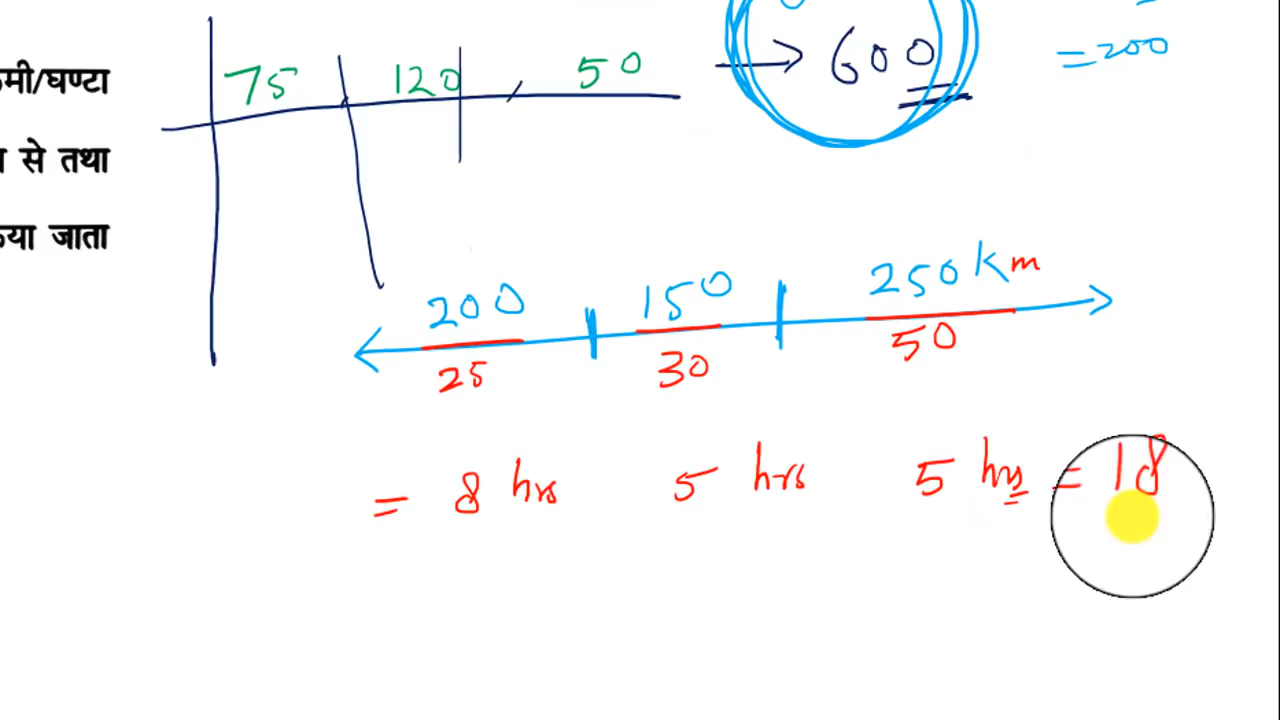 मी/घण्टा
75 120 50 → 600 = 200
से तथा
जाता
200 150 250 km
25 30 50
= 8 hrs 5 hrs 5 hrs = 18